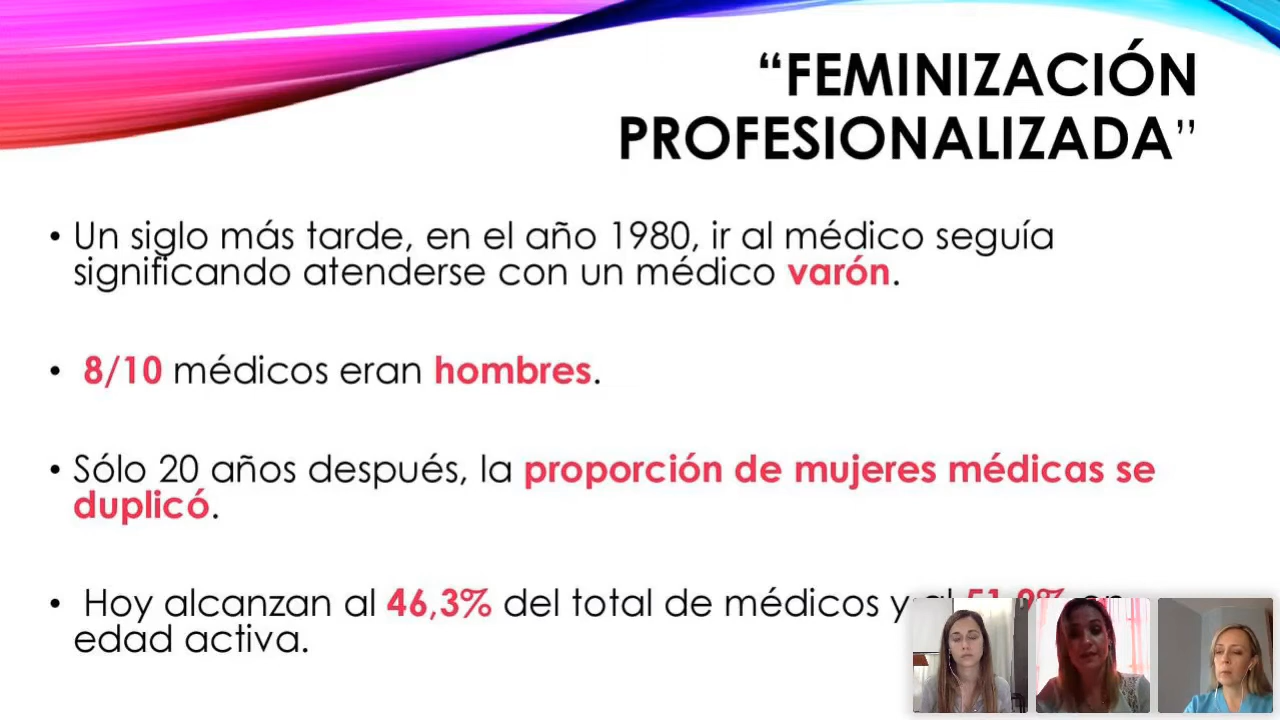 “FEMINIZACIÓN
PROFESIONALIZADA”
• Un siglo más tarde, en el año 1980, ir al médico seguía
significando atenderse con un médico varón.
• 8/10 médicos eran hombres.
• Sólo 20 años después, la proporción de mujeres médicas se
duplicó.
• Hoy alcanzan al 46,3% del total de médicos y al en
edad activa.